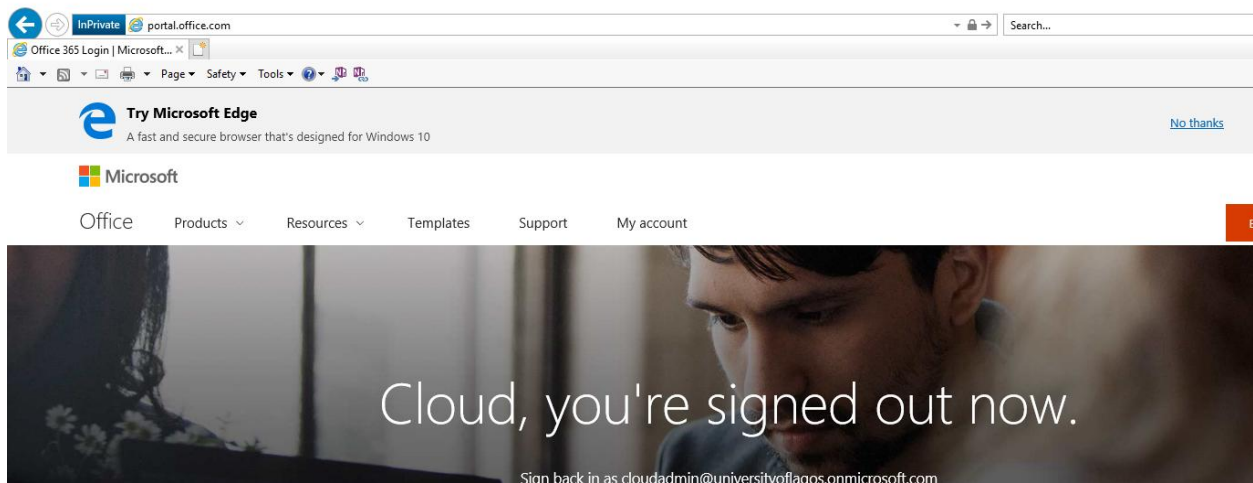 InPrivate portal.office.com Search...
Office 365 Login | Microsoft...
Page Safety Tools
Try Microsoft Edge
A fast and secure browser that's designed for Windows 10
No thanks
Microsoft
Office Products Resources Templates Support My account
Cloud, you're signed out now.
Sign back in as cloudadmin@universityoflagos.onmicrosoft.com